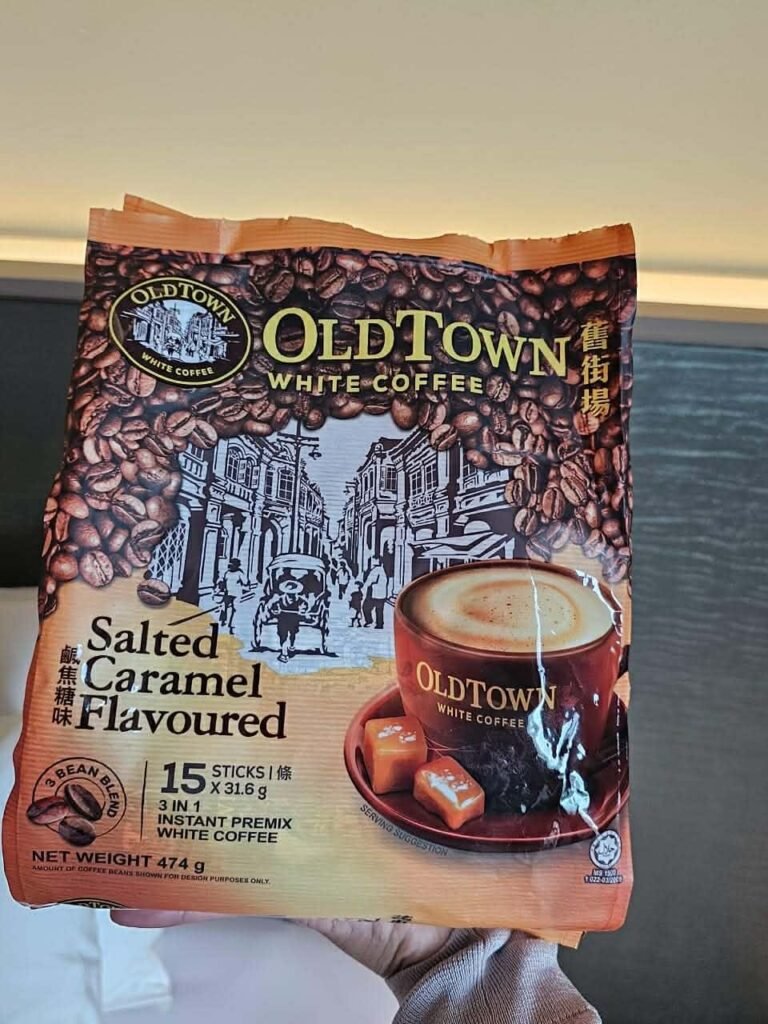 OLDTOWN
WHITE COFFEE
OLDTOWN
WHITE COFFEE
舊街場
Salted
Caramel
Flavoured
鹹焦糖味
OLDTOWN
WHITE COFFEE
3 BEAN BLEND
15 STICKS | 條
X 31.6 g
3 IN 1
INSTANT PREMIX
WHITE COFFEE
SERVING SUGGESTION
NET WEIGHT 474 g
AMOUNT OF COFFEE BEANS SHOWN FOR DESIGN PURPOSES ONLY.
MS 1500